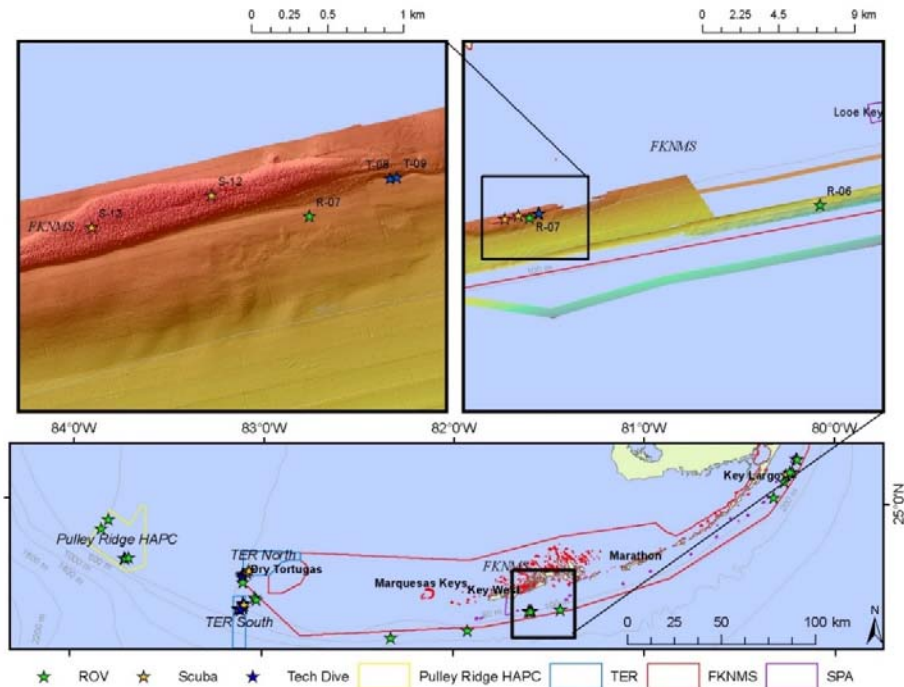 0 0.25 0.5 1 km
0 2.25 4.5 9 km
Looe Key
FKNMS
T-08 T-09
S-12
R-07
S-13
FKNMS
R-06
R-07
100 m
84°0'W 83°0'W 82°0'W 81°0'W 80°0'W
Key Largo
25°N
25°N
Pulley Ridge HAPC
TER North
Dry Tortugas
FKNMS
Marathon
Marquesas Keys
Key West
TER South
N
0 25 50 100 km
ROV Scuba Tech Dive Pulley Ridge HAPC TER FKNMS SPA